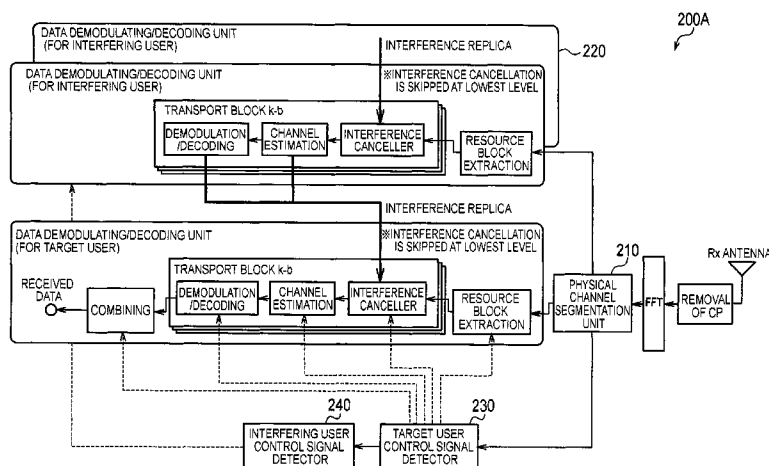 200A
DATA DEMODULATING/DECODING UNIT
(FOR INTERFERING USER)
INTERFERENCE REPLICA
220
DATA DEMODULATING/DECODING UNIT
(FOR INTERFERING USER)
※INTERFERENCE CANCELLATION
IS SKIPPED AT LOWEST LEVEL
TRANSPORT BLOCK k-b
DEMODULATION
/DECODING
CHANNEL
ESTIMATION
INTERFERENCE
CANCELLER
RESOURCE
BLOCK
EXTRACTION
INTERFERENCE REPLICA
DATA DEMODULATING/DECODING UNIT
(FOR TARGET USER)
※INTERFERENCE CANCELLATION
IS SKIPPED AT LOWEST LEVEL
TRANSPORT BLOCK k-b
RECEIVED
DATA
COMBINING
DEMODULATION
/DECODING
CHANNEL
ESTIMATION
INTERFERENCE
CANCELLER
RESOURCE
BLOCK
EXTRACTION
210
PHYSICAL
CHANNEL
SEGMENTATION
UNIT
FFT
REMOVAL
OF CP
Rx ANTENNA
240
INTERFERING USER
CONTROL SIGNAL
DETECTOR
230
TARGET USER
CONTROL SIGNAL
DETECTOR